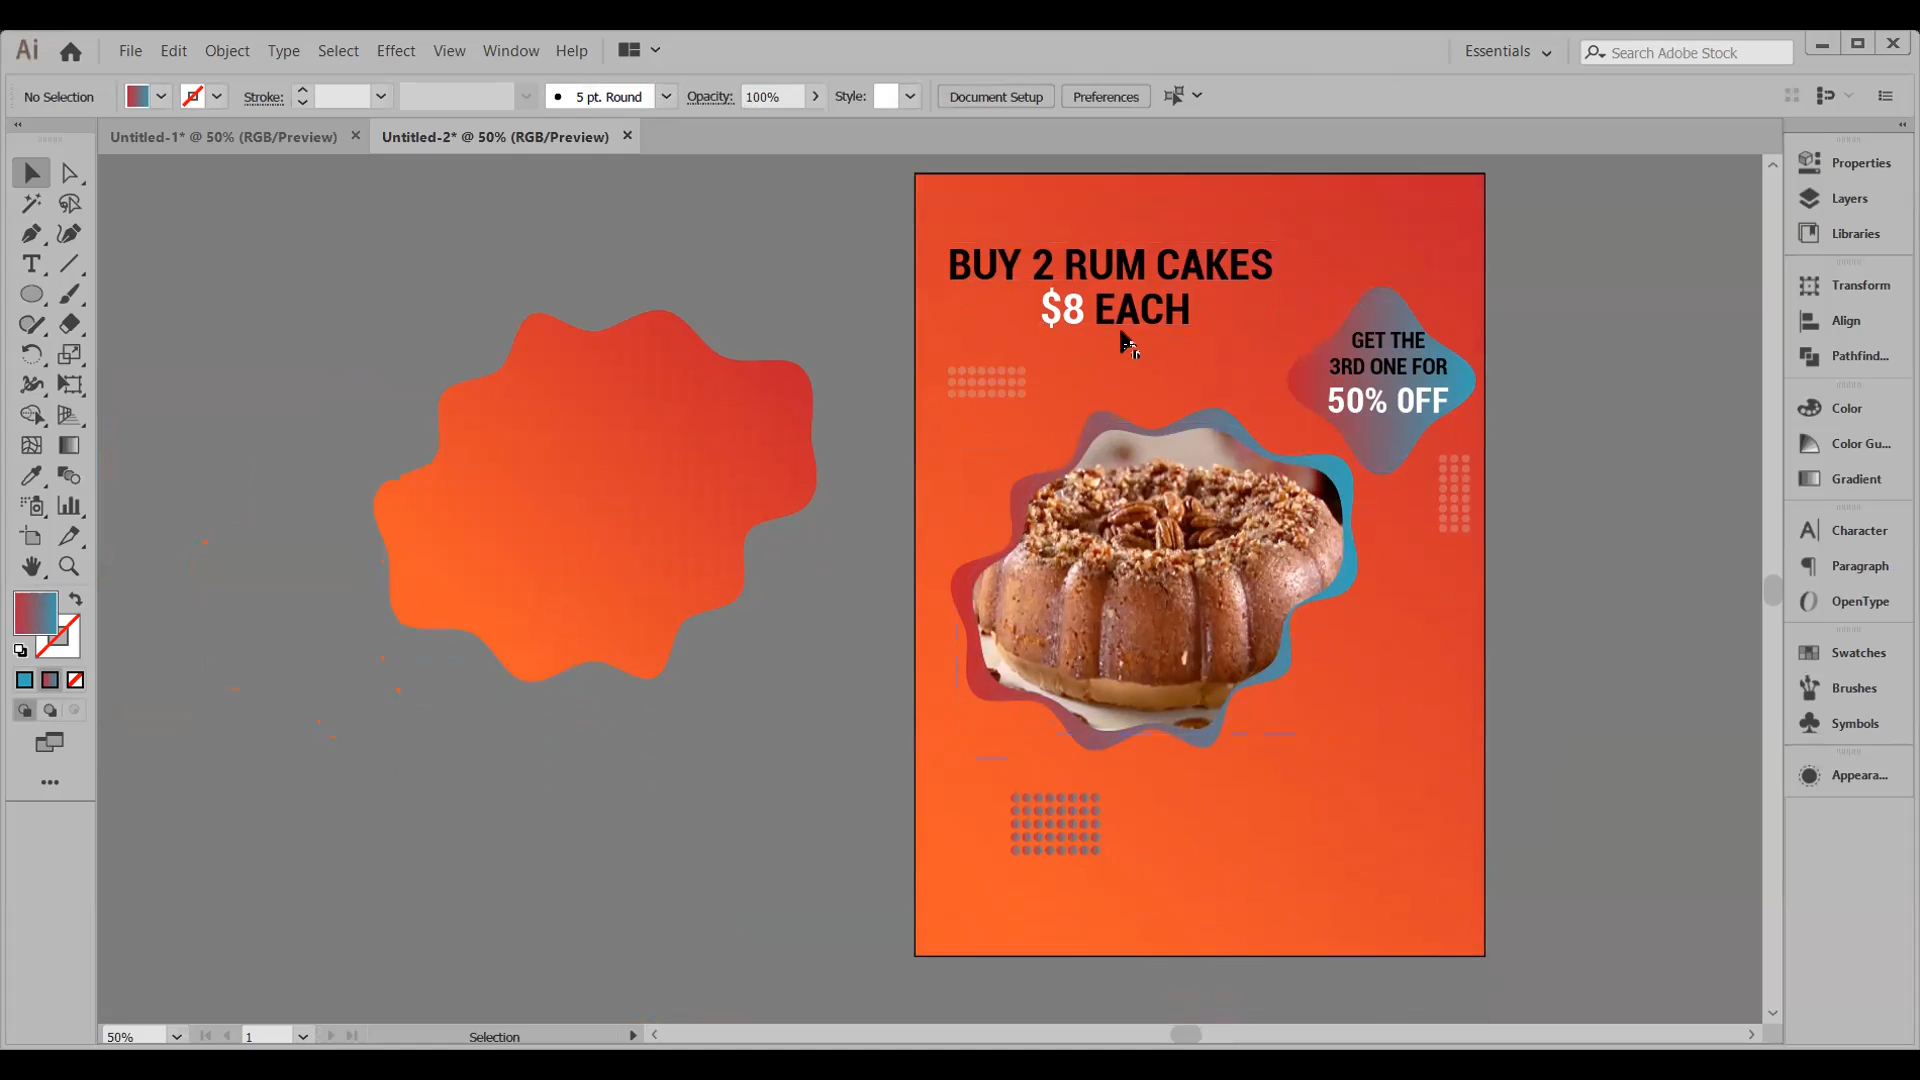 Ai
File Edit Object Type Select Effect View Window Help
Essentials
Search Adobe Stock
No Selection
Stroke:
5 pt. Round
Opacity: 100%
Style:
Document Setup
Preferences
Untitled-1* @ 50% (RGB/Preview)
Untitled-2* @ 50% (RGB/Preview)
BUY 2 RUM CAKES
$8 EACH
GET THE
3RD ONE FOR
50% OFF
Properties
Layers
Libraries
Transform
Align
Pathfind...
Color
Color Gu...
Gradient
Character
Paragraph
OpenType
Swatches
Brushes
Symbols
Appeara...
50%
1
Selection